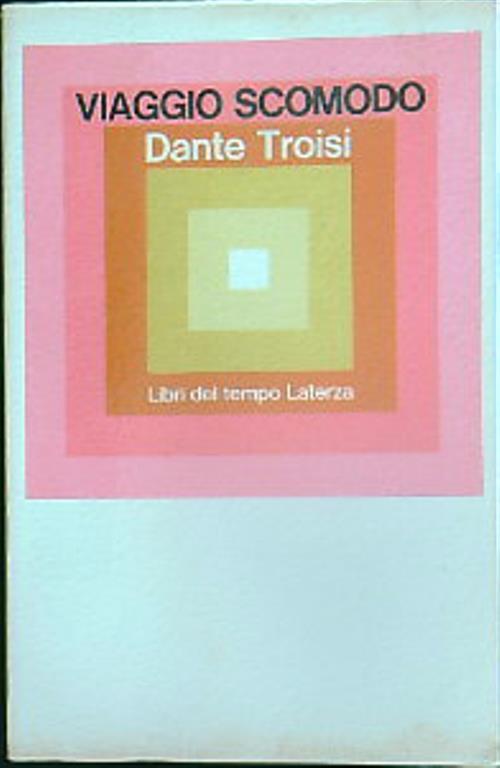 VIAGGIO SCOMODO
Dante Troisi
Libri del tempo Laterza